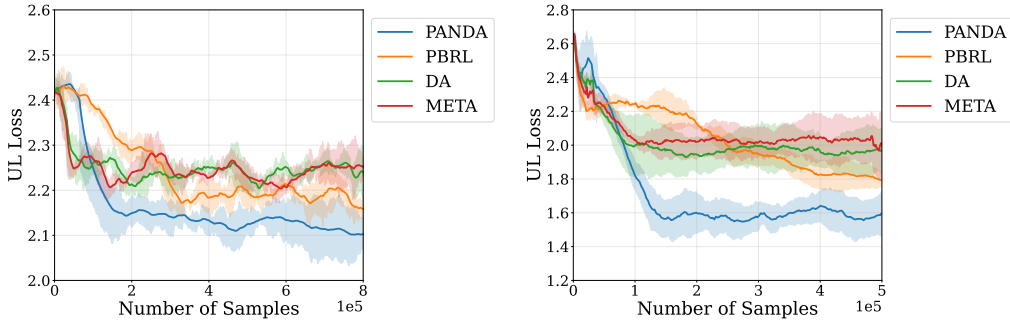 2.6
2.5
2.4
2.3
2.2
2.1
2.0
UL Loss
0
2
4
6
8
1e5
Number of Samples
PANDA
PBRL
DA
META
2.8
2.6
2.4
2.2
2.0
1.8
1.6
1.4
1.2
UL Loss
0
1
2
3
4
5
1e5
Number of Samples
PANDA
PBRL
DA
META